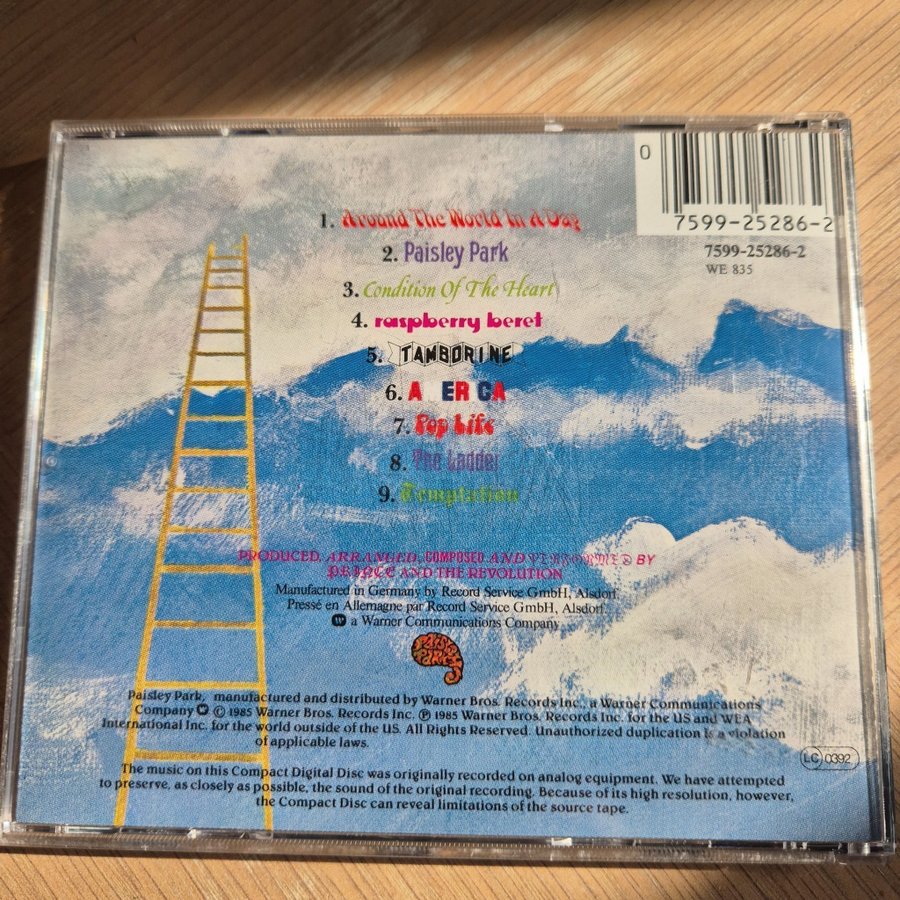 0
7599-25286-2
7599-25286-2
WE 835
1. Around The World In A Day
2. Paisley Park
3. Condition Of The Heart
4. raspberry beret
5. TAMBORINE
6. AMERICA
7. Pop Life
8. The Ladder
9. Temptation
PRODUCED, ARRANGED, COMPOSED AND PERFORMED BY
PRINCE AND THE REVOLUTION
Manufactured in Germany by Record Service GmbH, Alsdorf.
Pressé en Allemagne par Record Service GmbH, Alsdorf.
W a Warner Communications Company
Paisley
Park
Paisley Park, manufactured and distributed by Warner Bros. Records Inc., a Warner Communications
Company W © 1985 Warner Bros. Records Inc. ℗ 1985 Warner Bros. Records Inc. for the US and WEA
International Inc. for the world outside of the US. All Rights Reserved. Unauthorized duplication is a violation
of applicable laws.
LC 0392
The music on this Compact Digital Disc was originally recorded on analog equipment. We have attempted
to preserve, as closely as possible, the sound of the original recording. Because of its high resolution, however,
the Compact Disc can reveal limitations of the source tape.